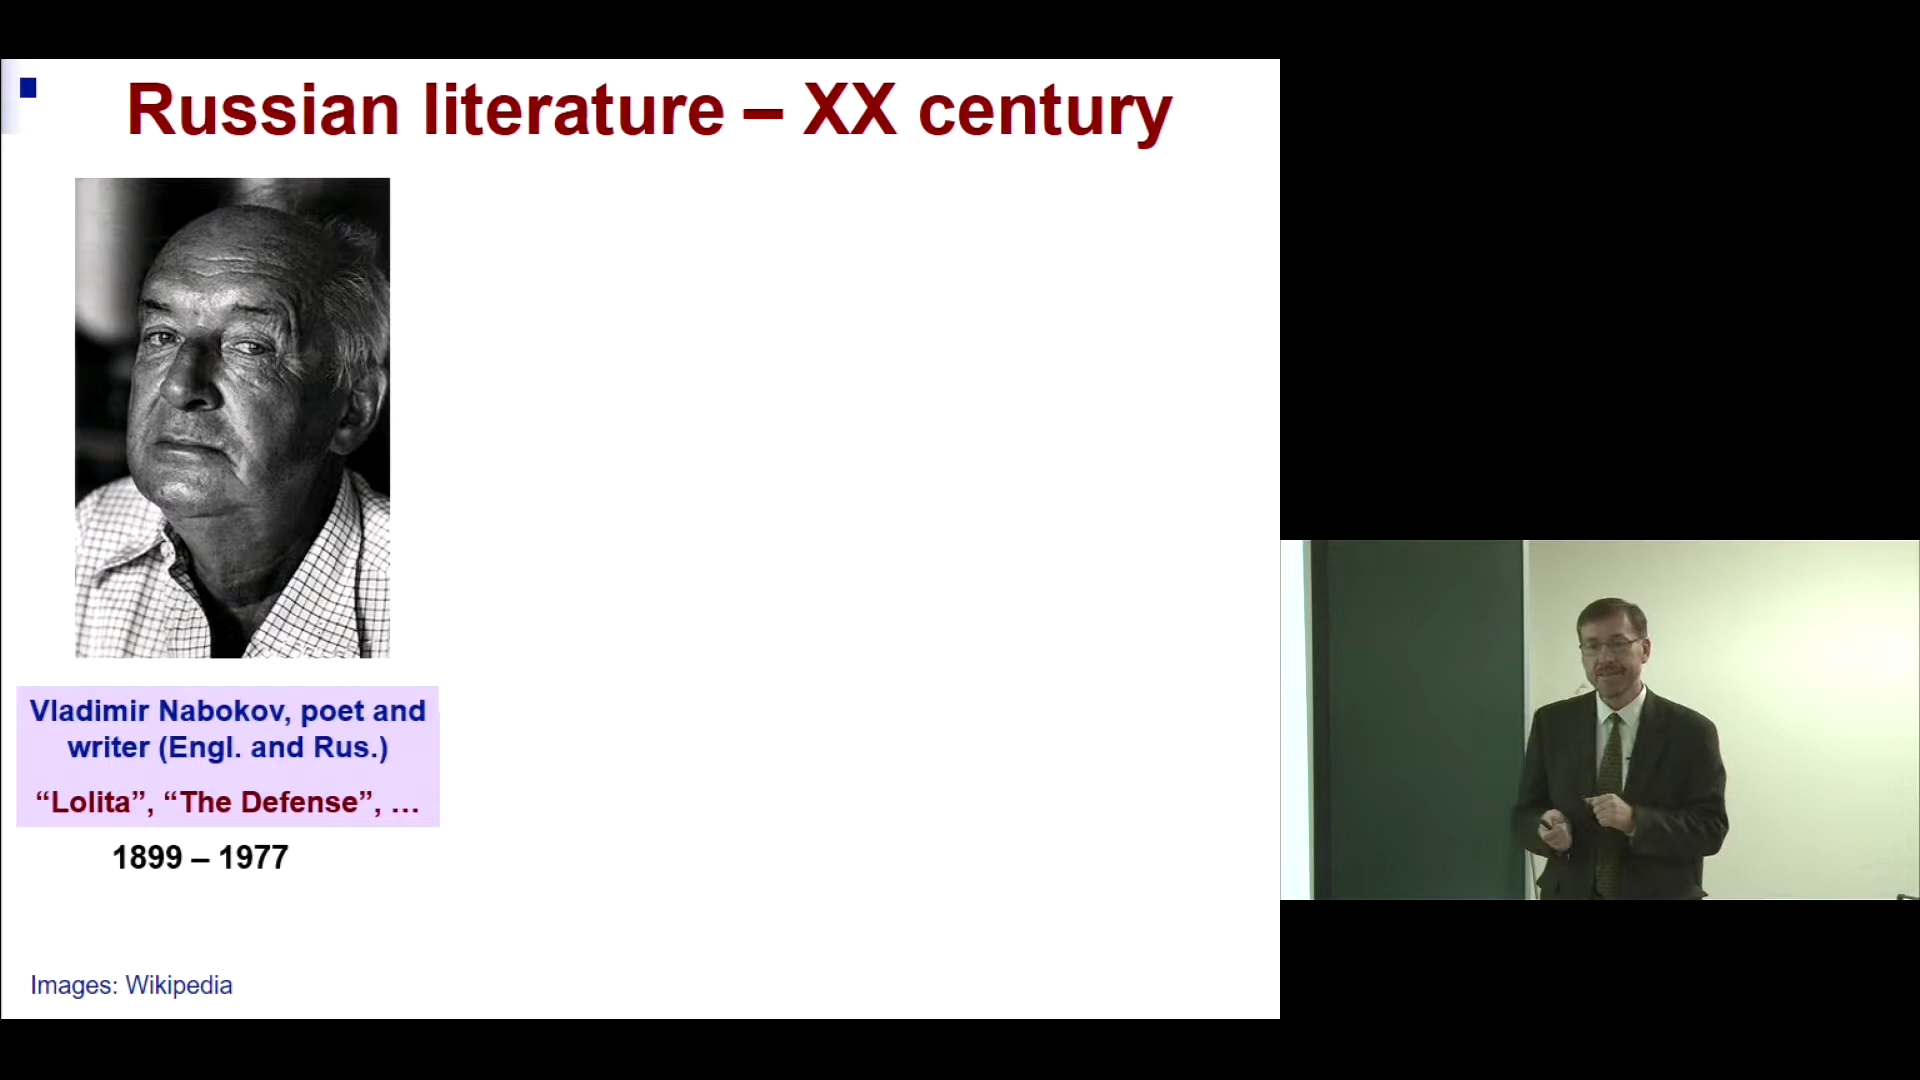 Russian literature – XX century
Vladimir Nabokov, poet and
writer (Engl. and Rus.)
“Lolita”, “The Defense”, …
1899 – 1977
Images: Wikipedia